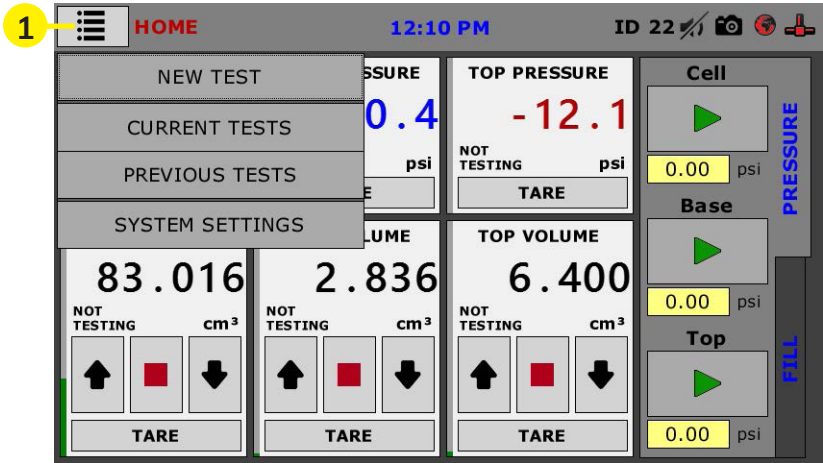 1
HOME
12:10 PM
ID 22
NEW TEST
CURRENT TESTS
PREVIOUS TESTS
SYSTEM SETTINGS
SSURE
0.4
psi
E
TOP PRESSURE
-12.1
NOT
TESTING
psi
TARE
83.016
NOT
TESTING
cm³
TARE
LUME
2.836
NOT
TESTING
cm³
TARE
TOP VOLUME
6.400
NOT
TESTING
cm³
TARE
Cell
0.00 psi
Base
0.00 psi
Top
0.00 psi
PRESSURE
FILL